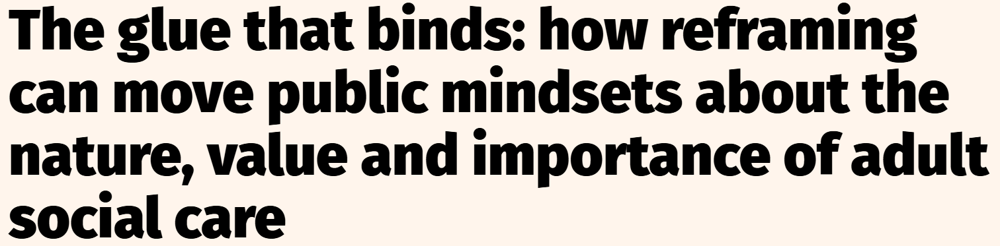 The glue that binds: how reframing
can move public mindsets about the
nature, value and importance of adult
social care